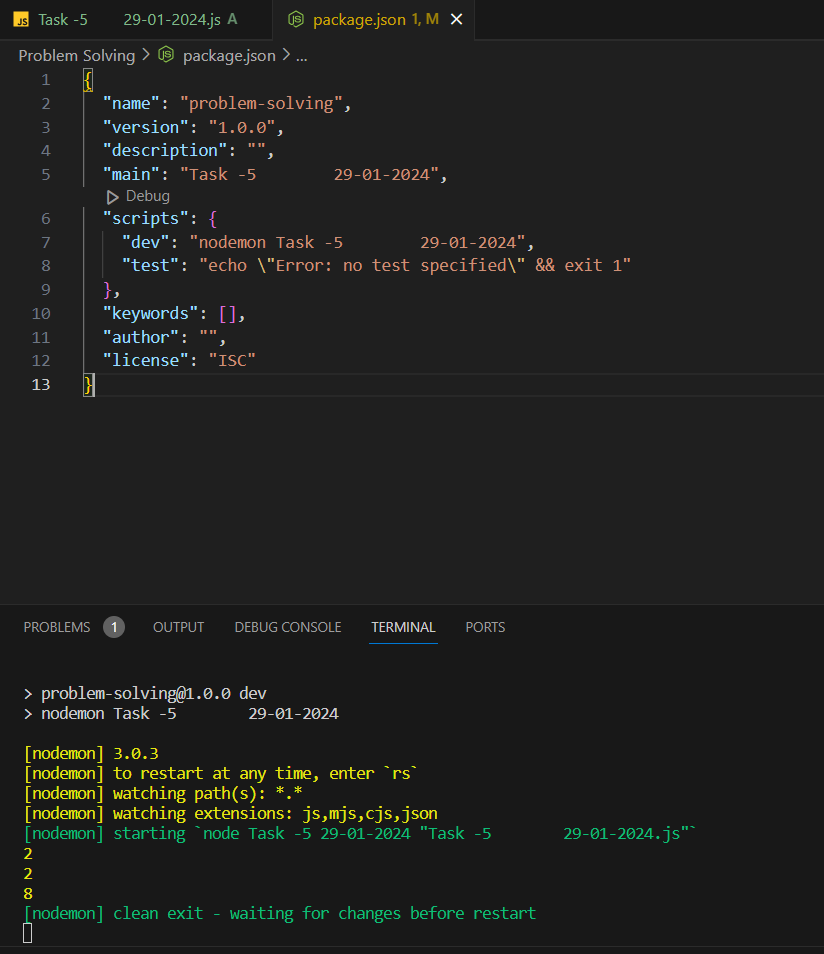 JS Task -5      29-01-2024.js A   package.json 1, M ×
Problem Solving > package.json > ...
1 {
2   "name": "problem-solving",
3   "version": "1.0.0",
4   "description": "",
5   "main": "Task -5        29-01-2024",
Debug
6   "scripts": {
7     "dev": "nodemon Task -5        29-01-2024",
8     "test": "echo \"Error: no test specified\" && exit 1"
9   },
10   "keywords": [],
11   "author": "",
12   "license": "ISC"
13 }
PROBLEMS 1 OUTPUT DEBUG CONSOLE TERMINAL PORTS
> problem-solving@1.0.0 dev
> nodemon Task -5        29-01-2024
[nodemon] 3.0.3
[nodemon] to restart at any time, enter `rs`
[nodemon] watching path(s): *.*
[nodemon] watching extensions: js,mjs,cjs,json
[nodemon] starting `node Task -5 29-01-2024 "Task -5        29-01-2024.js"`
2
2
8
[nodemon] clean exit - waiting for changes before restart